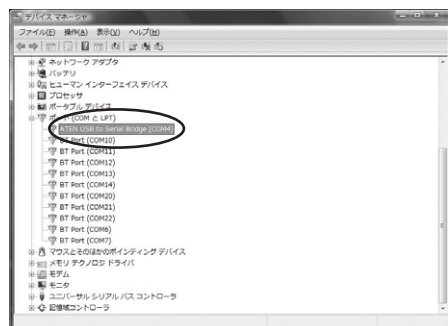 デバイス マネージャ
ファイル(F) 操作(A) 表示(V) ヘルプ(H)
ネットワーク アダプタ
バッテリ
ヒューマン インターフェイス デバイス
プロセッサ
ポータブル デバイス
ポート (COM と LPT)
ATEN USB to Serial Bridge (COM4)
BT Port (COM10)
BT Port (COM11)
BT Port (COM12)
BT Port (COM13)
BT Port (COM14)
BT Port (COM20)
BT Port (COM21)
BT Port (COM22)
BT Port (COM6)
BT Port (COM7)
マウスとそのほかのポインティング デバイス
メモリ テクノロジ ドライバ
モデム
モニタ
ユニバーサル シリアル バス コントローラ
記憶域コントローラ